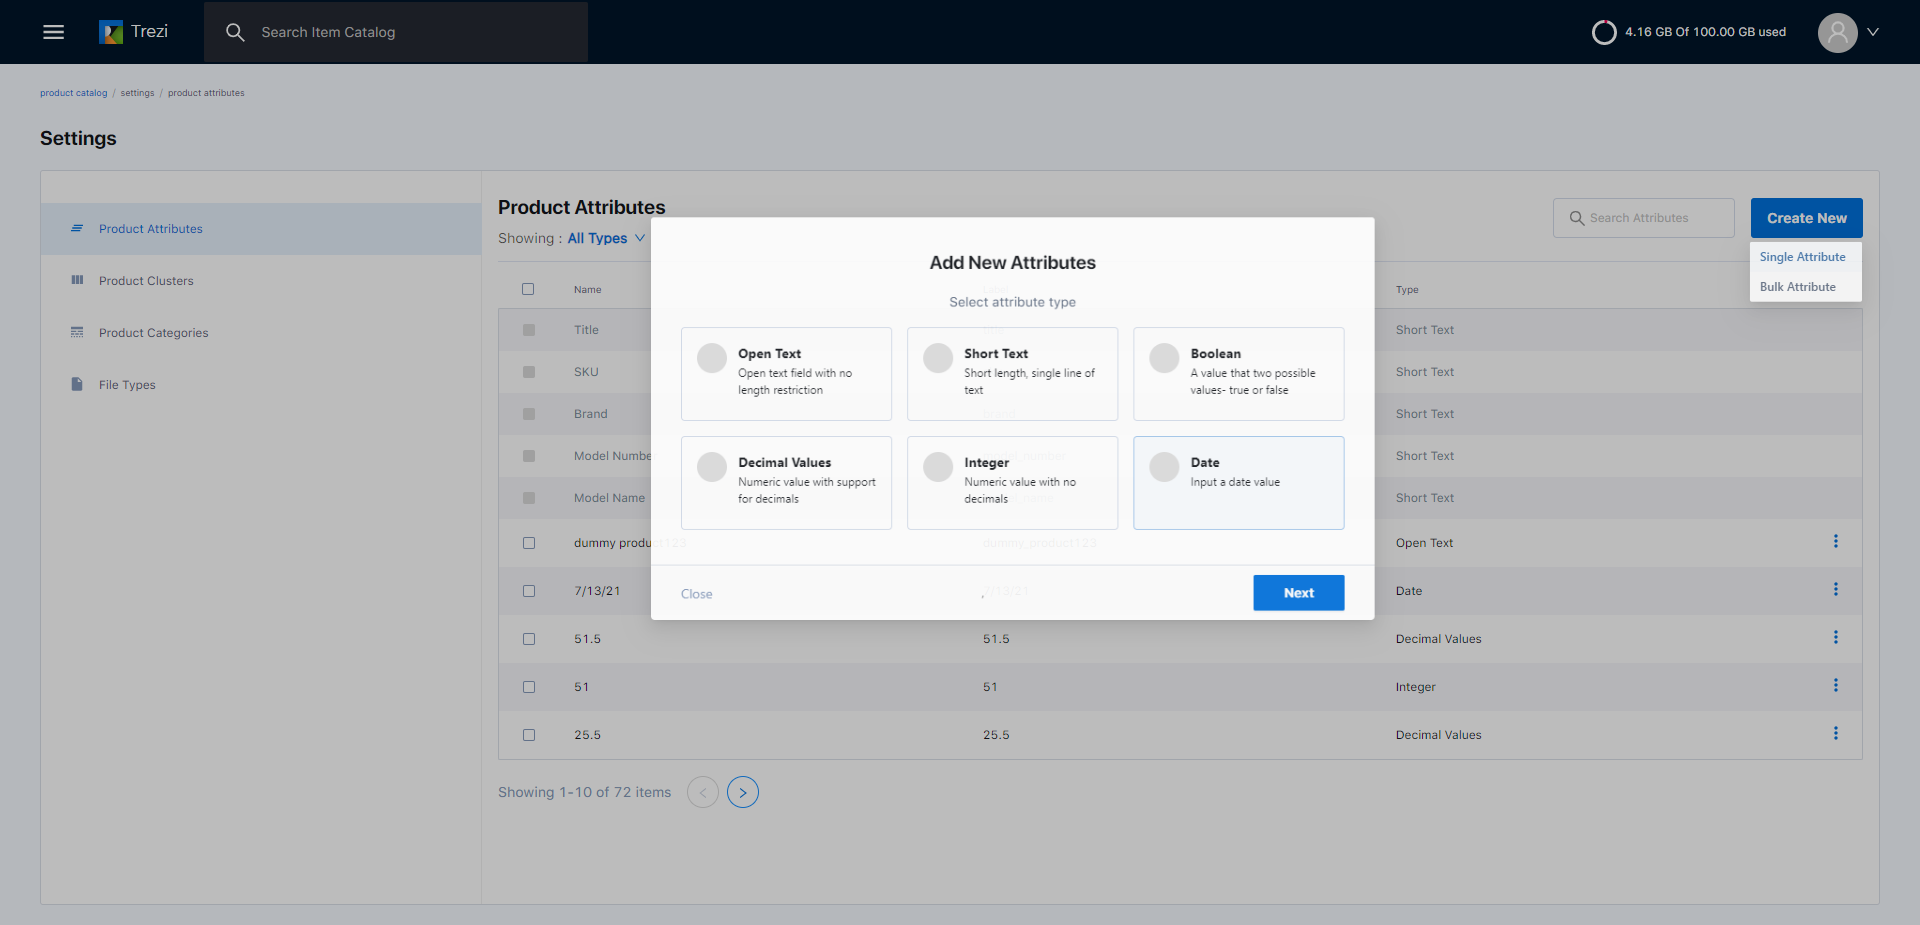 Trezi
Search Item Catalog
4.16 GB Of 100.00 GB used
product catalog / settings / product attributes
Settings
Product Attributes
Product Clusters
Product Categories
File Types
Product Attributes
Showing : All Types
Search Attributes
Create New
Single Attribute
Bulk Attribute
Name Label Type
Title Short Text
SKU Short Text
Brand Short Text
Model Numbe Short Text
Model Name Short Text
dummy product123 dummy_product123 Open Text
7/13/21 7/13/21 Date
51.5 51.5 Decimal Values
51 51 Integer
25.5 25.5 Decimal Values
Showing 1-10 of 72 items
Add New Attributes
Select attribute type
Open Text
Open text field with no
length restriction
Short Text
Short length, single line of
text
Boolean
A value that two possible
values- true or false
Decimal Values
Numeric value with support
for decimals
Integer
Numeric value with no
decimals
Date
Input a date value
Close
Next